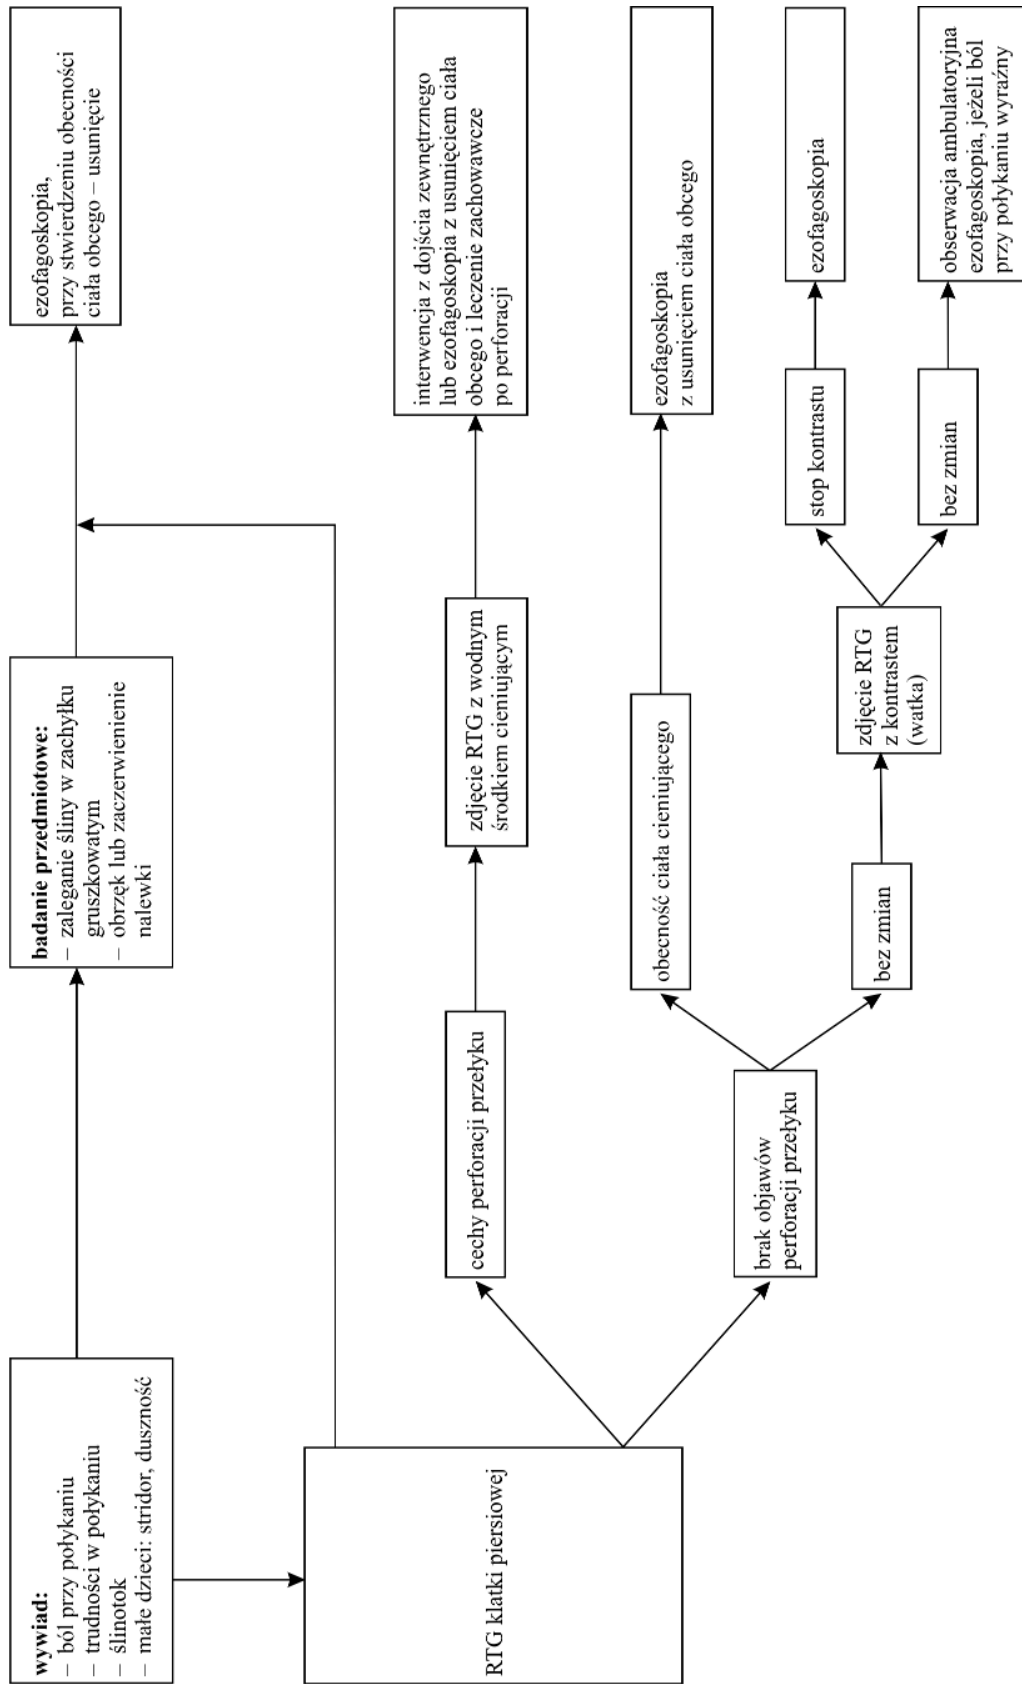 wywiad:
– ból przy połykaniu
– trudności w połykaniu
– ślinotok
– małe dzieci: stridor, duszność
badanie przedmiotowe:
– zaleganie śliny w zachyłku
gruszkowatym
– obrzęk lub zaczerwienienie
nalewki
ezofagoskopia,
przy stwierdzeniu obecności
ciała obcego – usunięcie
RTG klatki piersiowej
cechy perforacji przełyku
zdjęcie RTG z wodnym
środkiem cieniującym
interwencja z dojścia zewnętrznego
lub ezofagoskopia z usunięciem ciała
obcego i leczenie zachowawcze
po perforacji
brak objawów
perforacji przełyku
obecność ciała cieniującego
ezofagoskopia
z usunięciem ciała obcego
bez zmian
zdjęcie RTG
z kontrastem
(watka)
stop kontrastu
ezofagoskopia
bez zmian
obserwacja ambulatoryjna
ezofagoskopia, jeżeli ból
przy połykaniu wyraźny